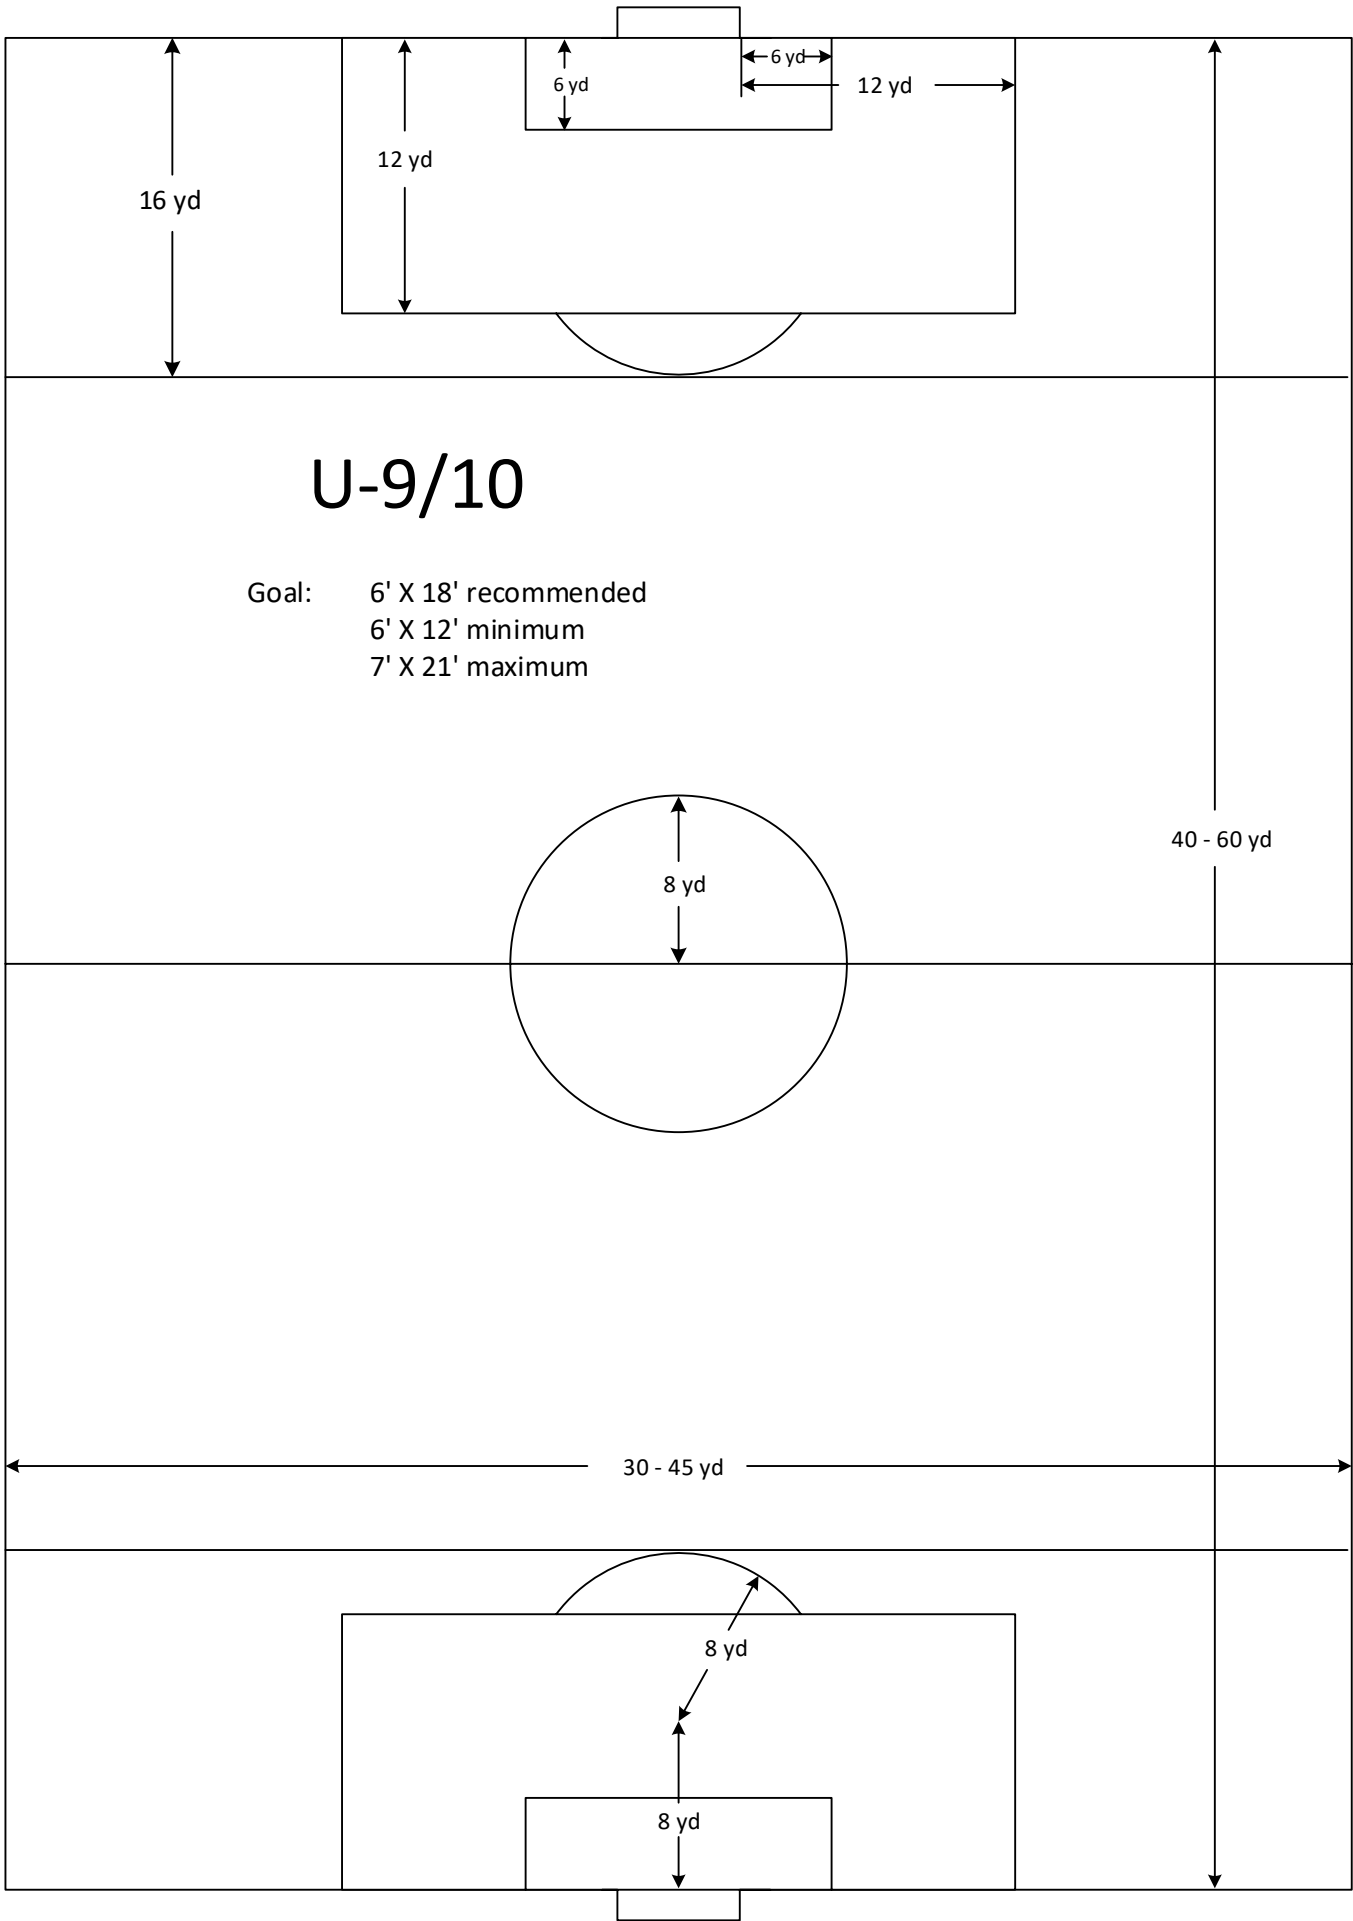 6 yd
6 yd
12 yd
12 yd
16 yd
U-9/10
Goal: 6' X 18' recommended
6' X 12' minimum
7' X 21' maximum
40 - 60 yd
8 yd
30 - 45 yd
8 yd
8 yd